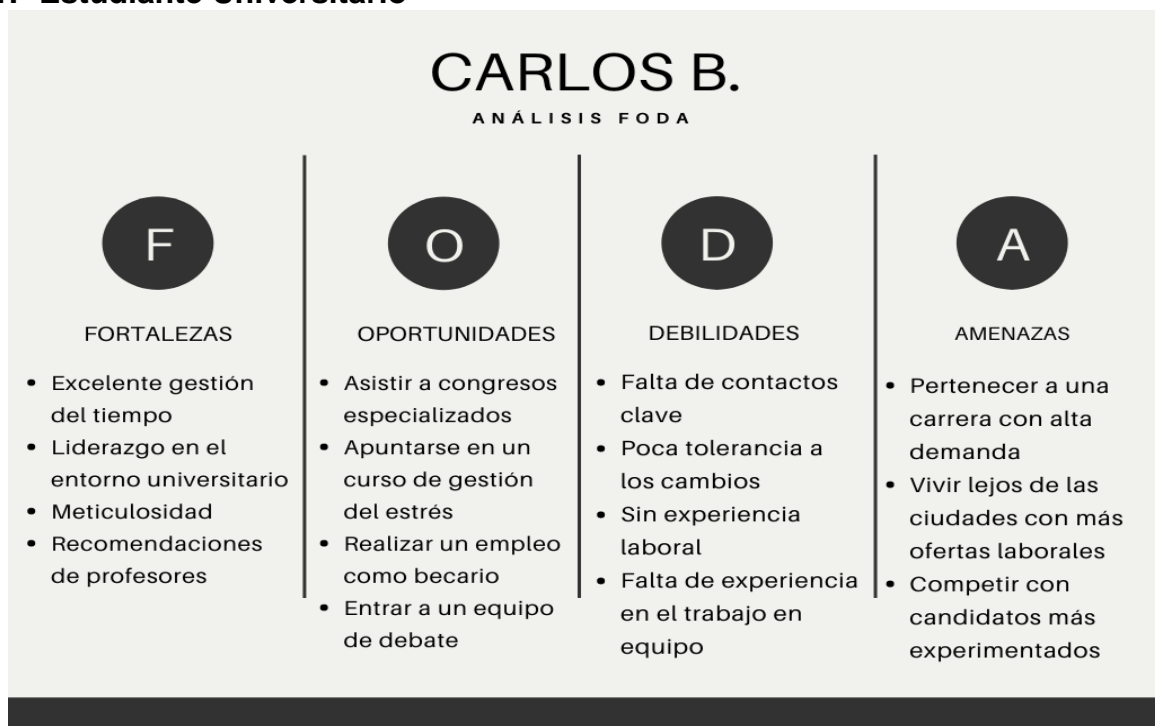 Estudiante Universitario
CARLOS B.
ANÁLISIS FODA
F
FORTALEZAS
• Excelente gestión
del tiempo
• Liderazgo en el
entorno universitario
• Meticulosidad
• Recomendaciones
de profesores
O
OPORTUNIDADES
• Asistir a congresos
especializados
• Apuntarse en un
curso de gestión
del estrés
• Realizar un empleo
como becario
• Entrar a un equipo
de debate
D
DEBILIDADES
• Falta de contactos
clave
• Poca tolerancia a
los cambios
• Sin experiencia
laboral
• Falta de experiencia
en el trabajo en
equipo
A
AMENAZAS
• Pertenecer a una
carrera con alta
demanda
• Vivir lejos de las
ciudades con más
ofertas laborales
• Competir con
candidatos más
experimentados